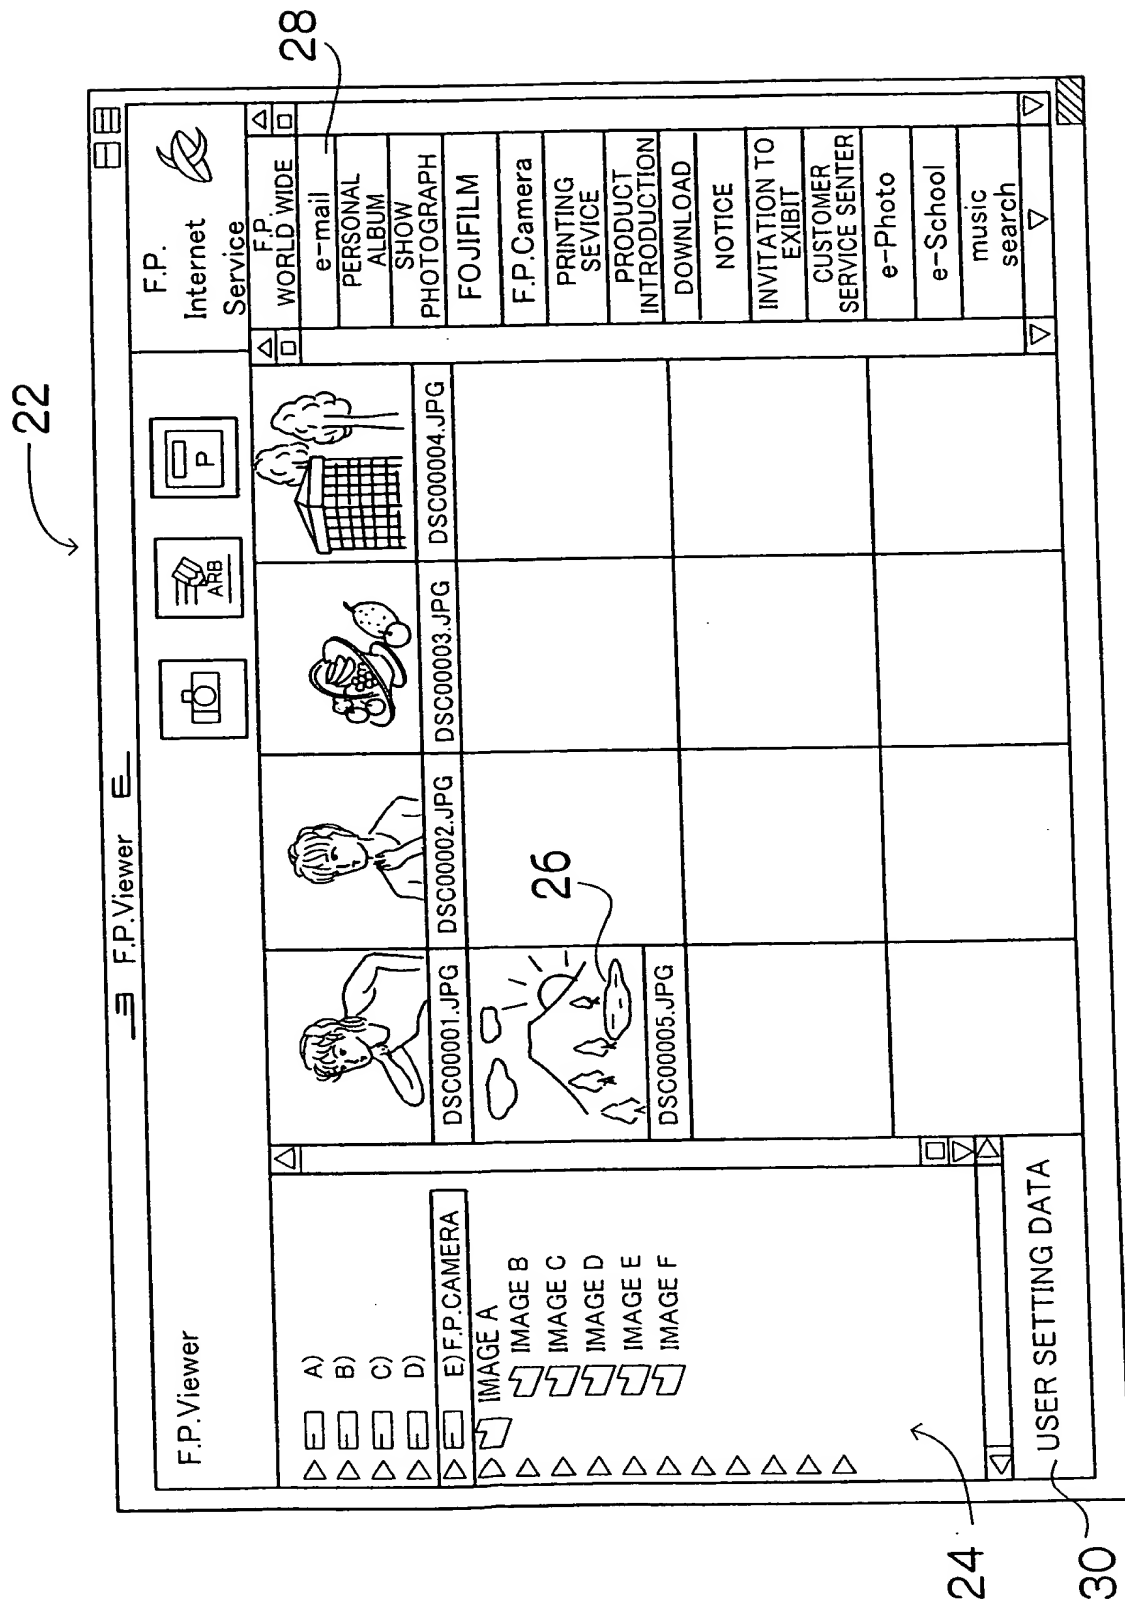 22
F.P.Viewer
F.P.Viewer
F.P.
Internet
Service
P
ARB
A)
B)
C)
D)
E) F.P.CAMERA
IMAGE A
IMAGE B
IMAGE C
IMAGE D
IMAGE E
IMAGE F
24
USER SETTING DATA
30
DSC00001.JPG
DSC00002.JPG
DSC00003.JPG
DSC00004.JPG
26
DSC00005.JPG
F.P.
WORLD WIDE
e-mail
28
PERSONAL
ALBUM
SHOW
PHOTOGRAPH
FOJIFILM
F.P.Camera
PRINTING
SEVICE
PRODUCT
INTRODUCTION
DOWNLOAD
NOTICE
INVITATION TO
EXIBIT
CUSTOMER
SERVICE SENTER
e-Photo
e-School
music
search